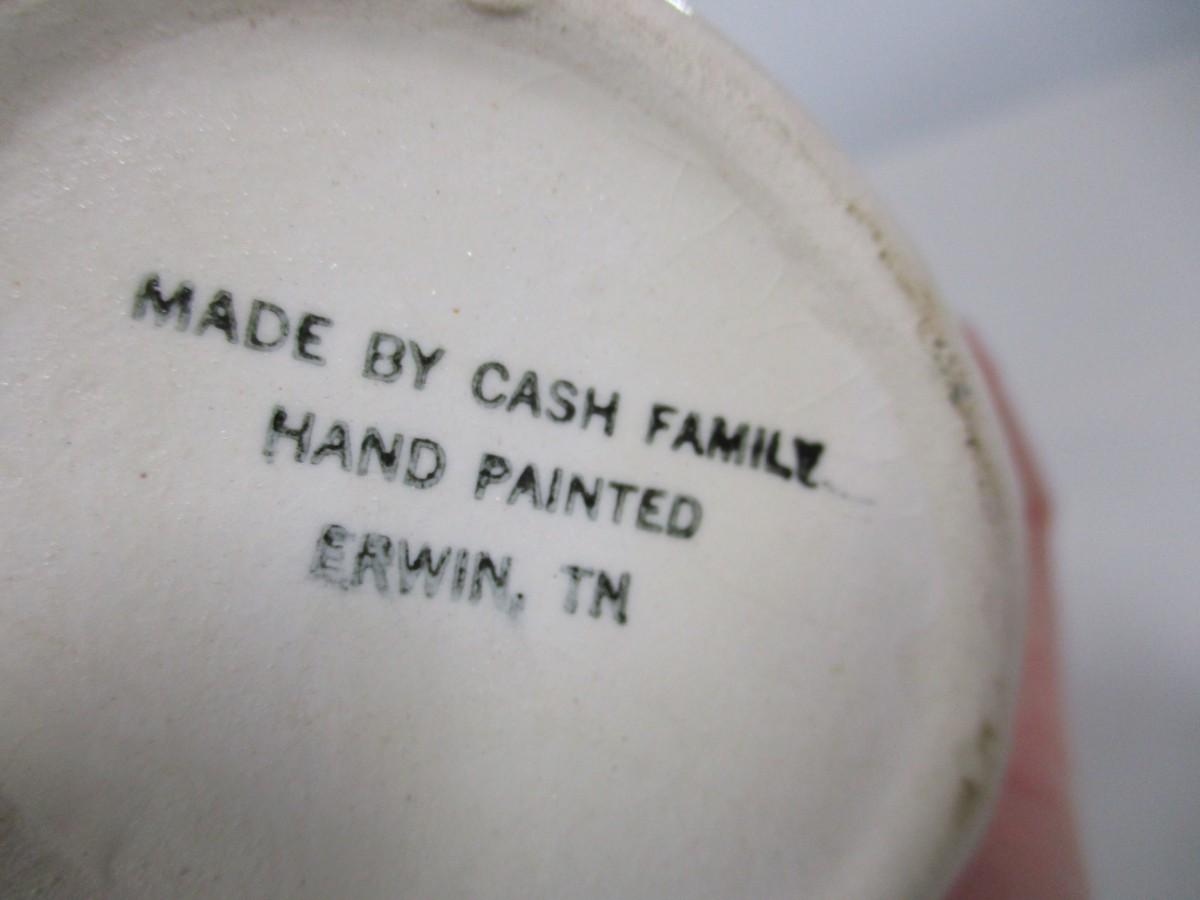 MADE BY CASH FAMILY
HAND PAINTED
ERWIN, TN